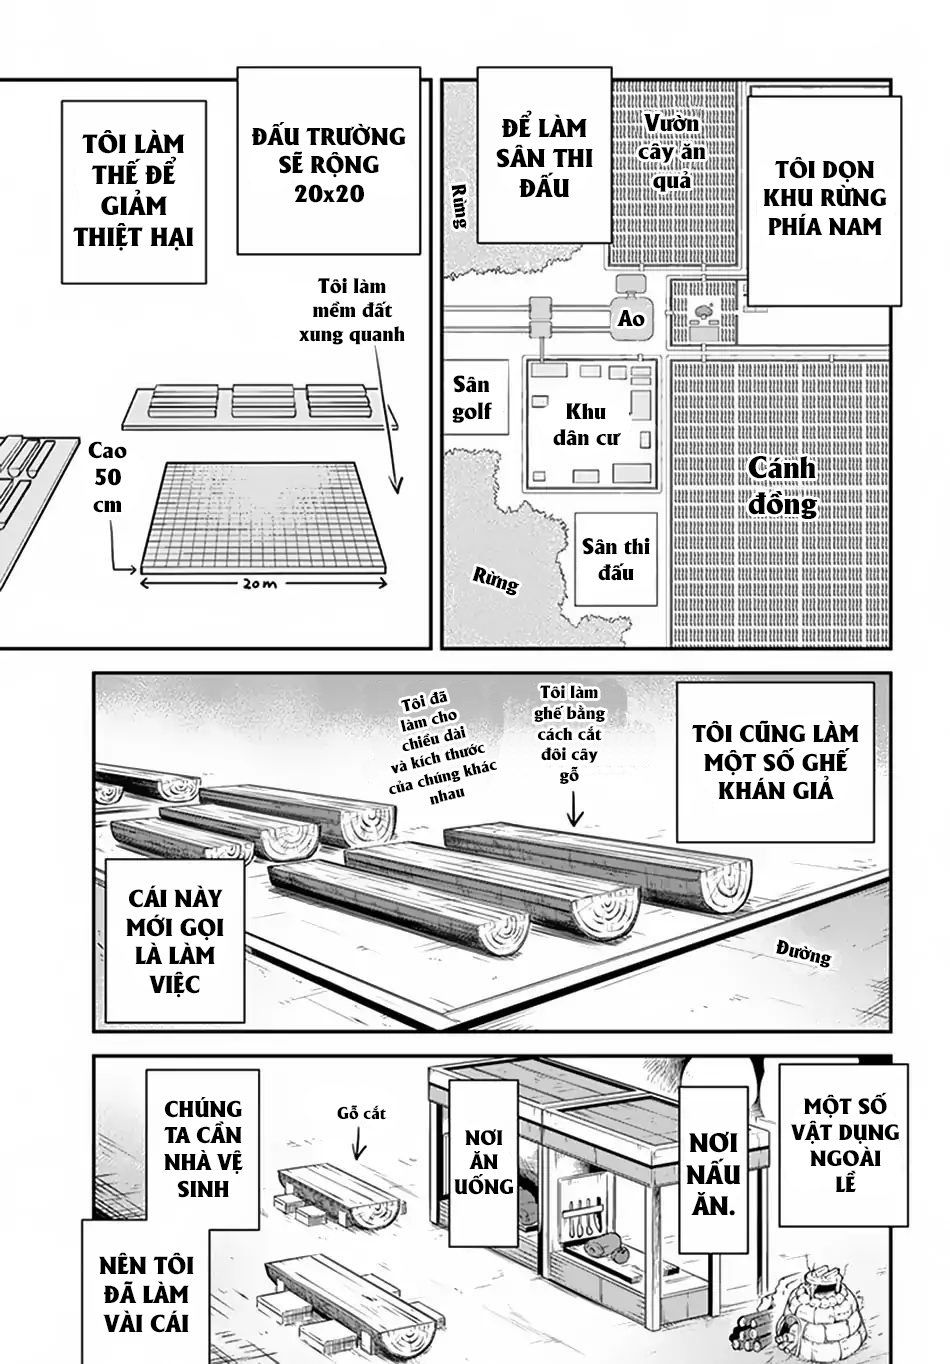 TÔI DỌN
KHU RỪNG
PHÍA NAM
ĐỂ LÀM
SÂN THI
ĐẤU
Vườn
cây ăn
quả
Rừng
Ao
Sân
golf
Khu
dân cư
Cánh
đồng
Sân thi
đấu
Rừng
ĐẤU TRƯỜNG
SẼ RỘNG
20x20
TÔI LÀM
THẾ ĐỂ
GIẢM
THIỆT HẠI
Tôi làm
mềm đất
xung quanh
Cao
50
cm
20m
TÔI CŨNG LÀM
MỘT SỐ GHẾ
KHÁN GIẢ
Tôi làm
ghế bằng
cách cắt
đôi cây
gỗ
Tôi đã
làm cho
chiều dài
và kích thước
của chúng khác
nhau
CÁI NÀY
MỚI GỌI
LÀ LÀM
VIỆC
Đường
MỘT SỐ
VẬT DỤNG
NGOÀI
LỀ
NƠI
NẤU
ĂN.
NƠI
ĂN
UỐNG
Gỗ cắt
CHÚNG
TA CẦN
NHÀ VỆ
SINH
NÊN TÔI
ĐÃ LÀM
VÀI CÁI